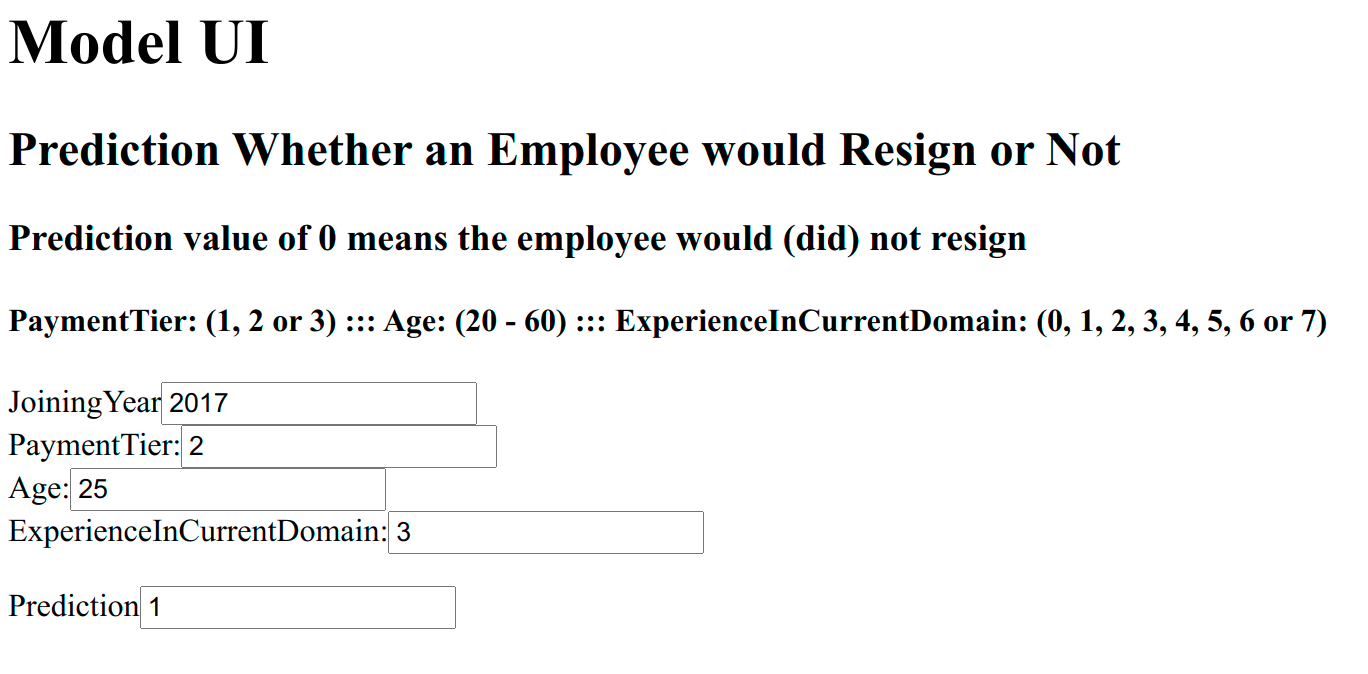 Model UI
Prediction Whether an Employee would Resign or Not
Prediction value of 0 means the employee would (did) not resign
PaymentTier: (1, 2 or 3) ::: Age: (20 - 60) ::: ExperienceInCurrentDomain: (0, 1, 2, 3, 4, 5, 6 or 7)
JoiningYear 2017
PaymentTier: 2
Age: 25
ExperienceInCurrentDomain: 3
Prediction 1